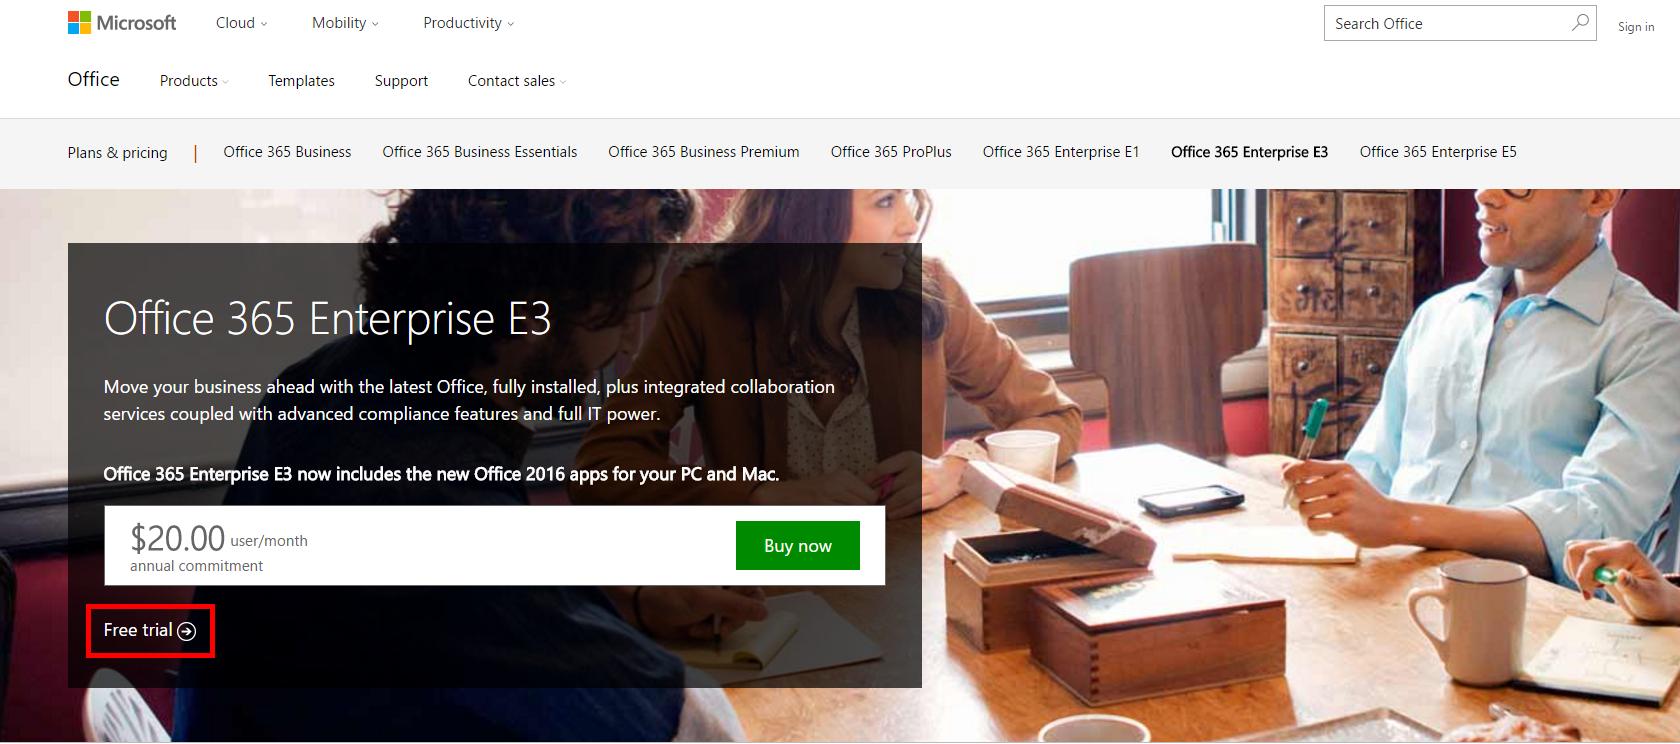 Microsoft Cloud Mobility Productivity Search Office Sign in
Office Products Templates Support Contact sales
Plans & pricing | Office 365 Business Office 365 Business Essentials Office 365 Business Premium Office 365 ProPlus Office 365 Enterprise E1 Office 365 Enterprise E3 Office 365 Enterprise E5
Office 365 Enterprise E3
Move your business ahead with the latest Office, fully installed, plus integrated collaboration
services coupled with advanced compliance features and full IT power.
Office 365 Enterprise E3 now includes the new Office 2016 apps for your PC and Mac.
$20.00 user/month
annual commitment
Buy now
Free trial